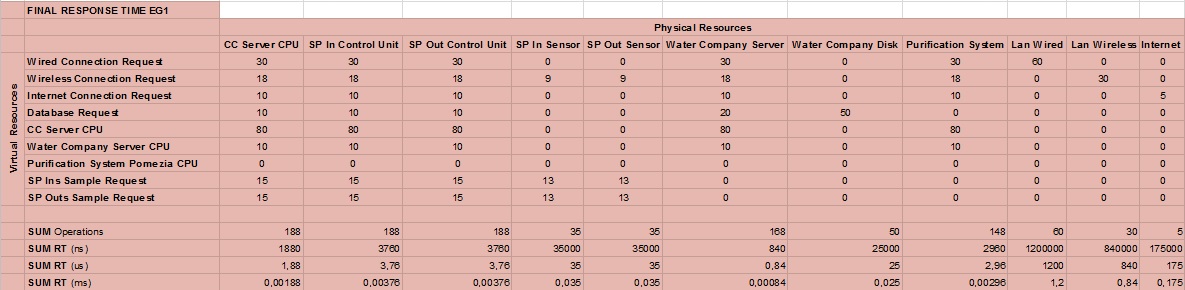 FINAL RESPONSE TIME EG1
Physical Resources
CC Server CPU SP In Control Unit SP Out Control Unit SP In Sensor SP Out Sensor Water Company Server Water Company Disk Purification System Lan Wired Lan Wireless Internet
Virtual Resources
Wired Connection Request 30 30 30 0 0 30 0 30 60 0 0
Wireless Connection Request 18 18 18 9 9 18 0 18 0 30 0
Internet Connection Request 10 10 10 0 0 10 0 10 0 0 5
Database Request 10 10 10 0 0 20 50 0 0 0 0
CC Server CPU 80 80 80 0 0 80 0 80 0 0 0
Water Company Server CPU 10 10 10 0 0 10 0 10 0 0 0
Purification System Pomezia CPU 0 0 0 0 0 0 0 0 0 0 0
SP Ins Sample Request 15 15 15 13 13 0 0 0 0 0 0
SP Outs Sample Request 15 15 15 13 13 0 0 0 0 0 0
SUM Operations 188 188 188 35 35 168 50 148 60 30 5
SUM RT (ns) 1880 3760 3760 35000 35000 840 25000 2960 1200000 840000 175000
SUM RT (us) 1,88 3,76 3,76 35 35 0,84 25 2,96 1200 840 175
SUM RT (ms) 0,00188 0,00376 0,00376 0,035 0,035 0,00084 0,025 0,00296 1,2 0,84 0,175